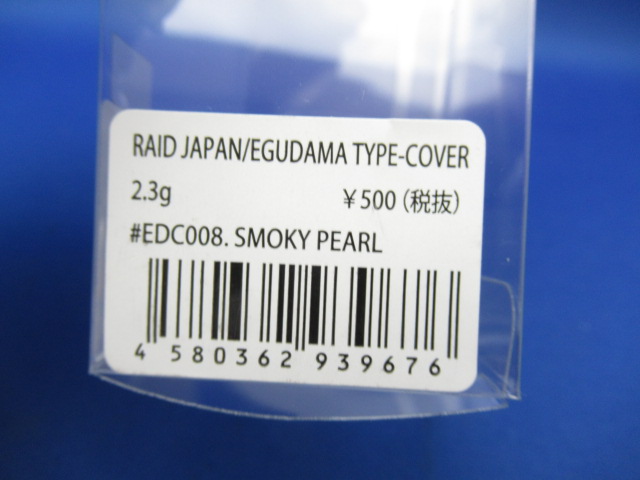 RAID JAPAN/EGUDAMA TYPE-COVER
2.3g ￥500(税抜)
#EDC008. SMOKY PEARL
4 580362 939676